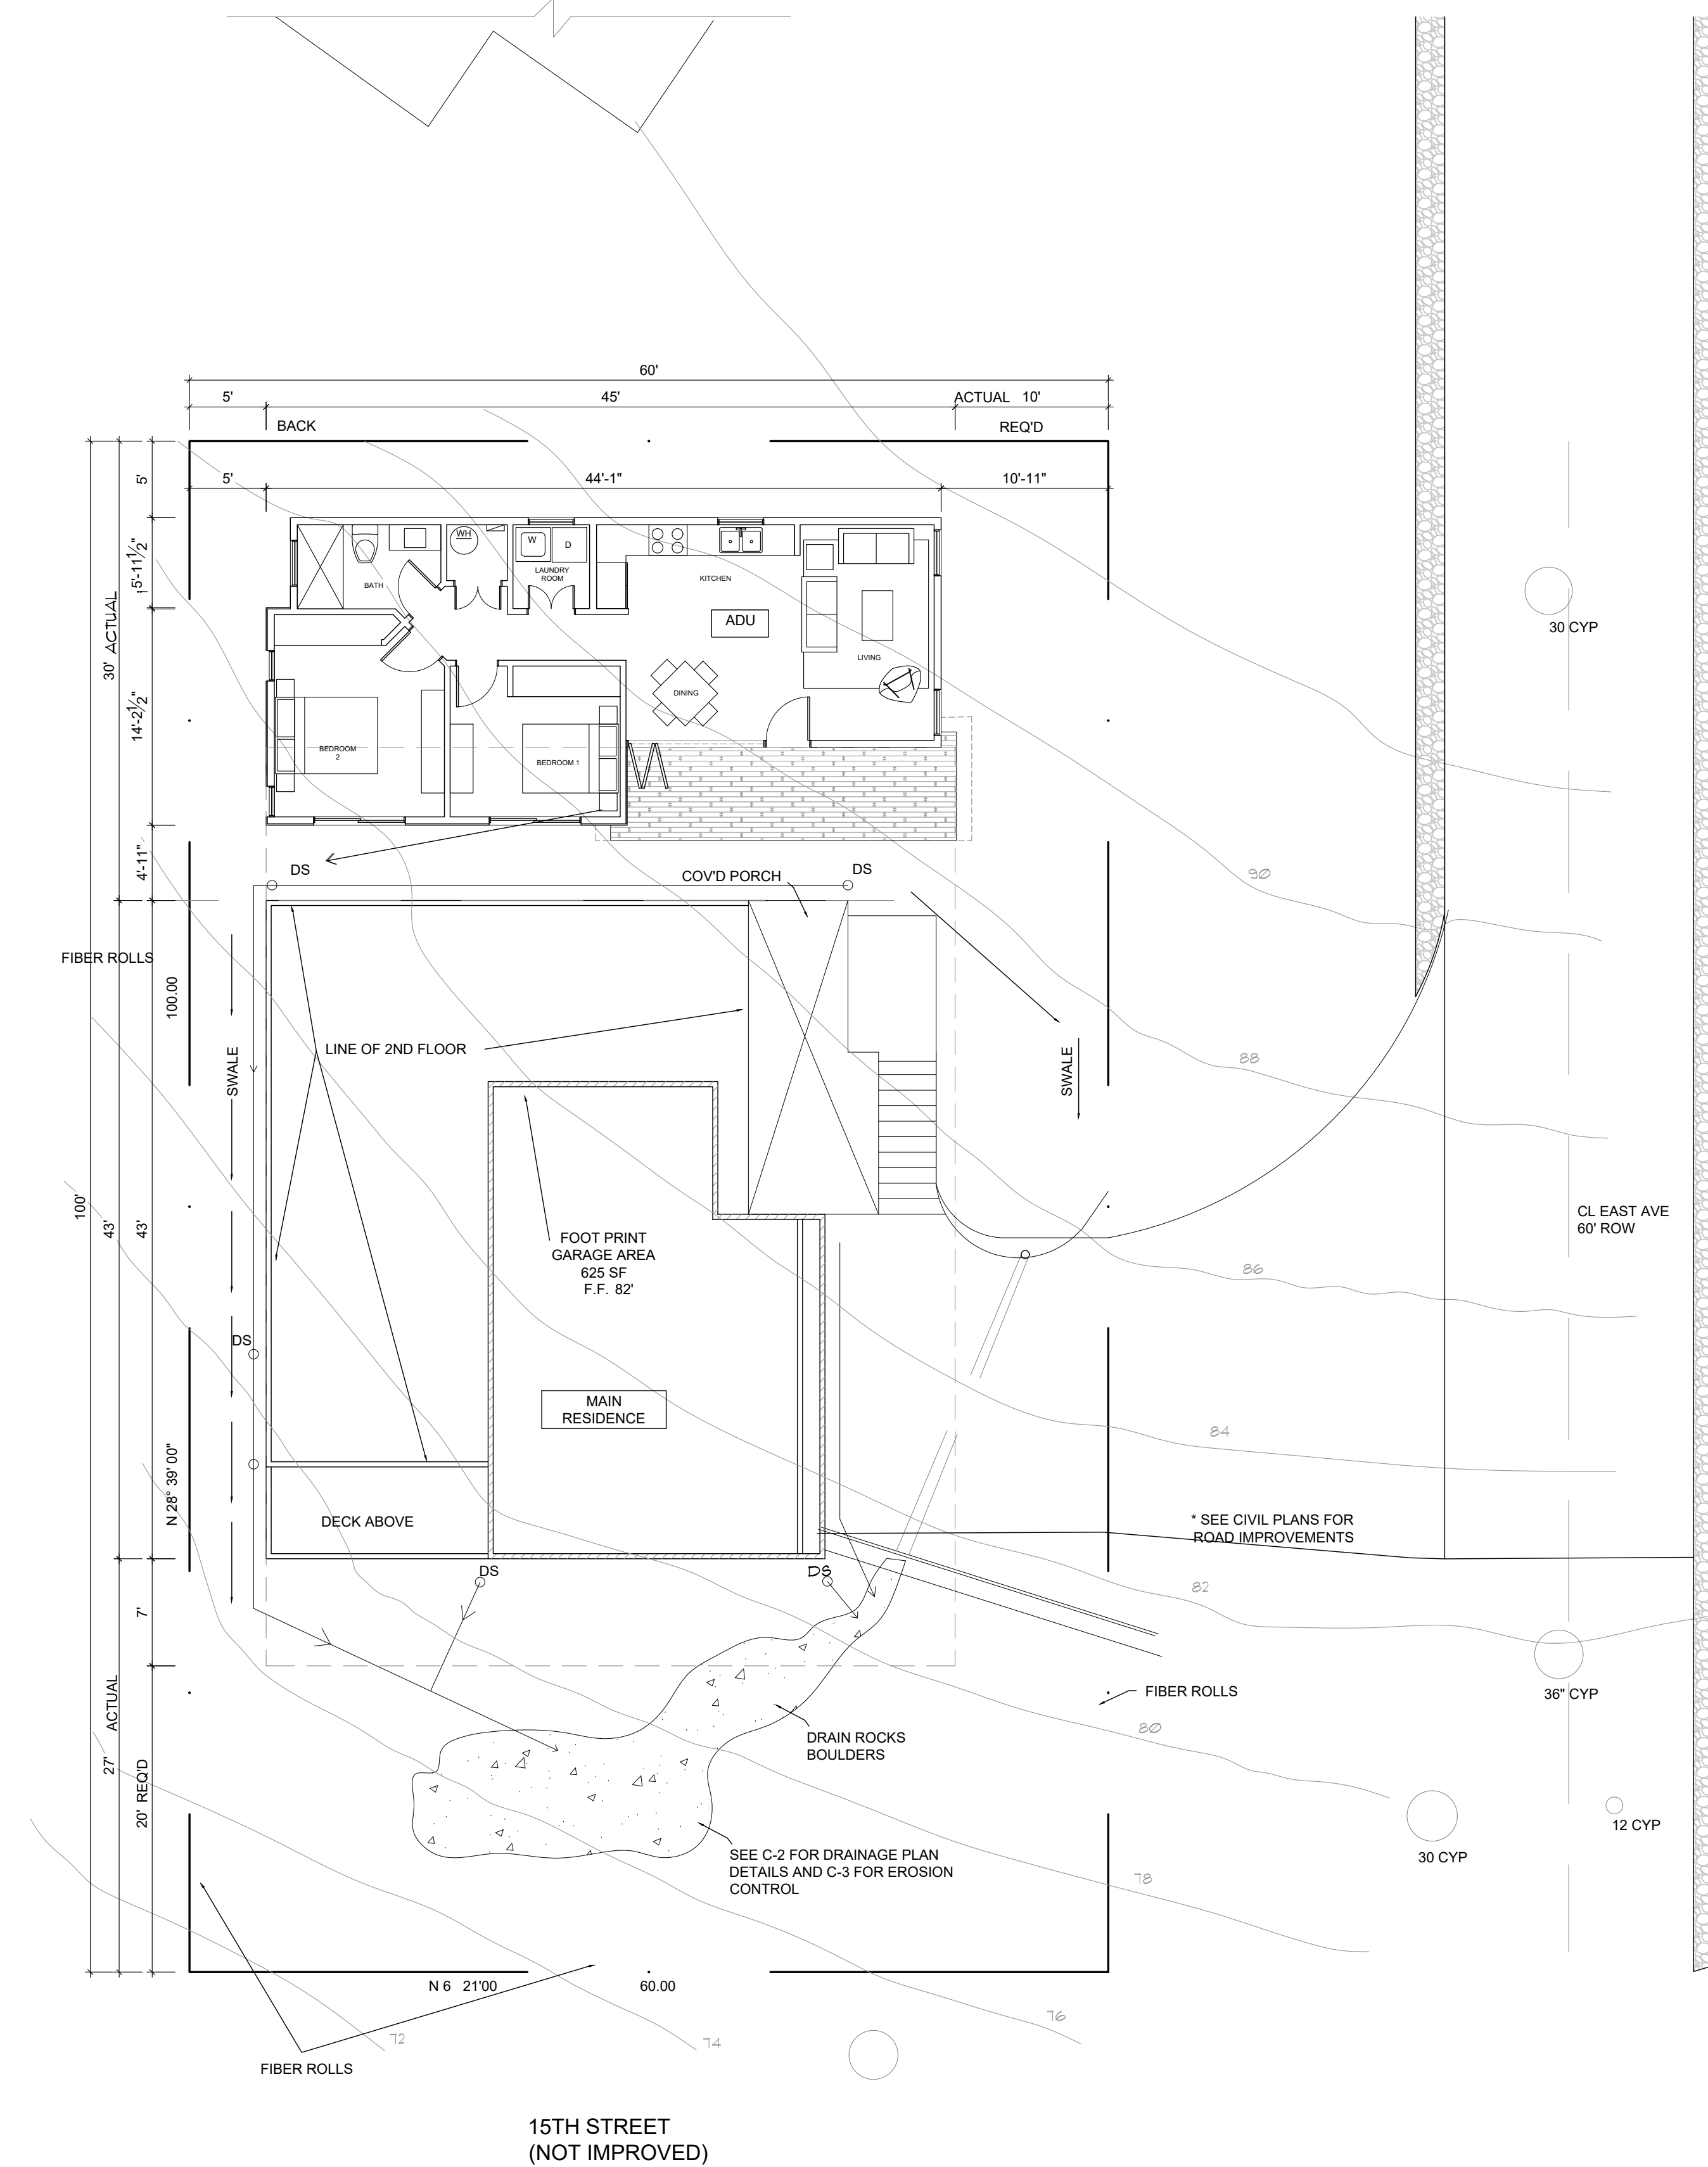 60'
5'
45'
ACTUAL 10'
BACK
REQ'D
5'
5'
44'-1"
10'-11"
WH
W
D
LAUNDRY
ROOM
BATH
KITCHEN
5'-11½"
30' ACTUAL
ADU
30 CYP
LIVING
14'-2½"
DINING
BEDROOM
2
BEDROOM 1
4'-11"
DS
COV'D PORCH
DS
90
FIBER ROLLS
100.00
LINE OF 2ND FLOOR
SWALE
SWALE
88
100'
43'
43'
CL EAST AVE
60' ROW
FOOT PRINT
GARAGE AREA
625 SF
F.F. 82'
86
DS
MAIN
RESIDENCE
84
N 28° 39' 00"
DECK ABOVE
* SEE CIVIL PLANS FOR
ROAD IMPROVEMENTS
DS
DS
82
7'
ACTUAL
FIBER ROLLS
36" CYP
80
DRAIN ROCKS
BOULDERS
27'
20' REQ'D
12 CYP
30 CYP
SEE C-2 FOR DRAINAGE PLAN
DETAILS AND C-3 FOR EROSION
CONTROL
78
N 6 21'00
60.00
76
72
74
FIBER ROLLS
15TH STREET
(NOT IMPROVED)